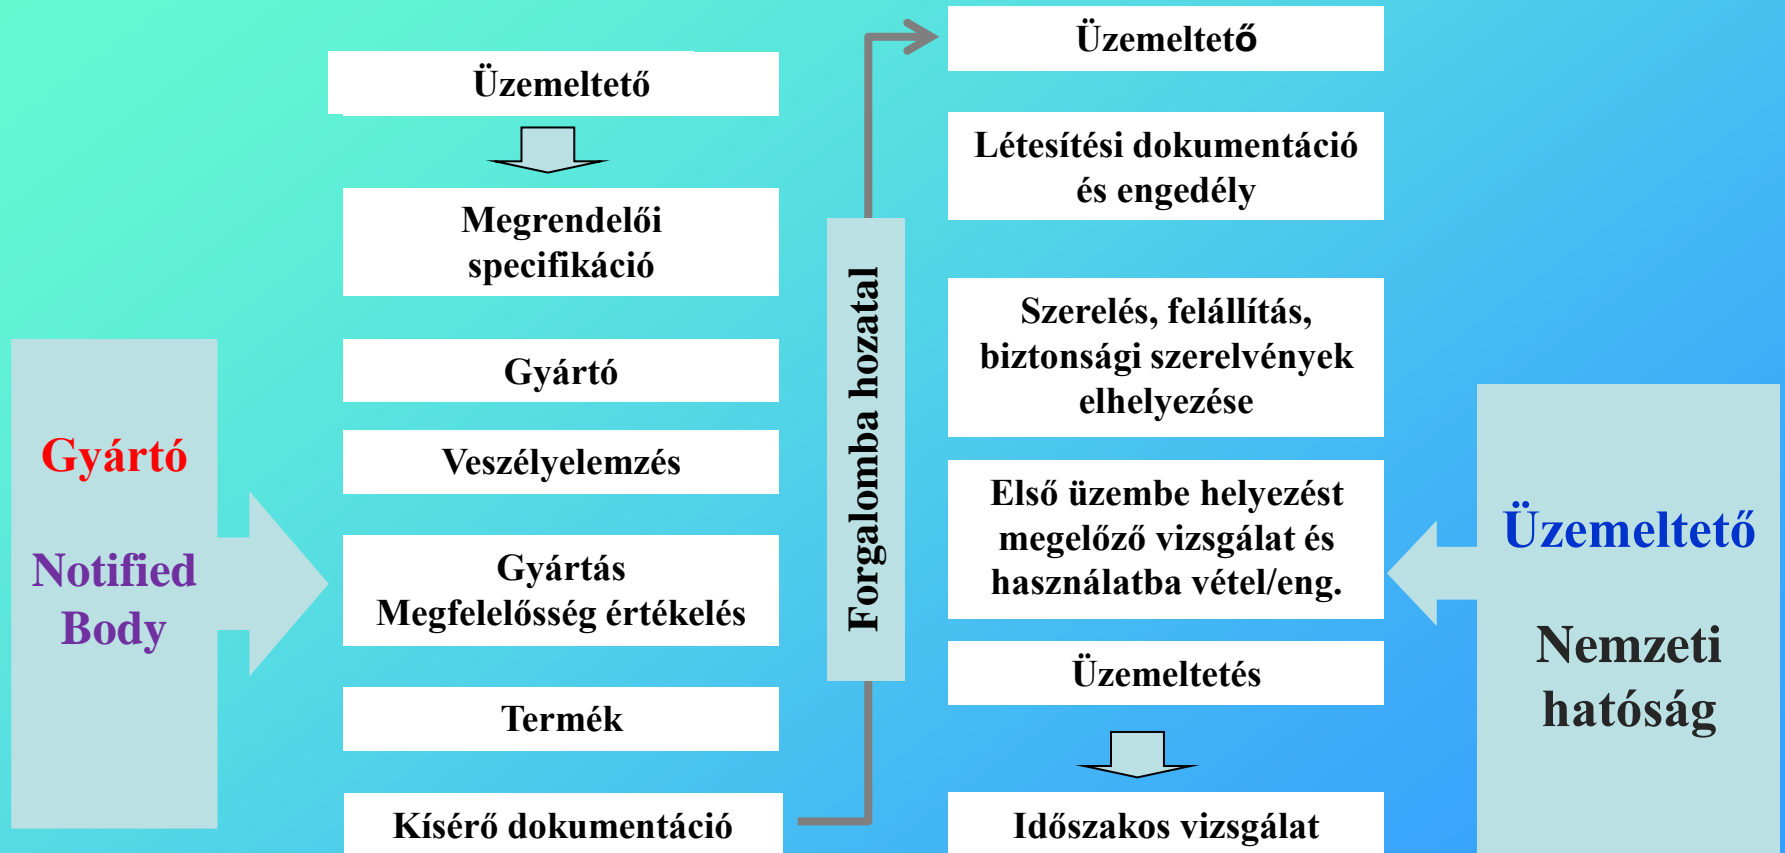 Üzemeltető
Megrendelői
specifikáció
Gyártó
Veszélyelemzés
Gyártás
Megfelelősség értékelés
Termék
Kísérő dokumentáció
Gyártó
Notified
Body
Forgalomba hozatal
Üzemeltető
Létesítési dokumentáció
és engedély
Szerelés, felállítás,
biztonsági szerelvények
elhelyezése
Első üzembe helyezést
megelőző vizsgálat és
használatba vétel/eng.
Üzemeltetés
Időszakos vizsgálat
Üzemeltető
Nemzeti
hatóság